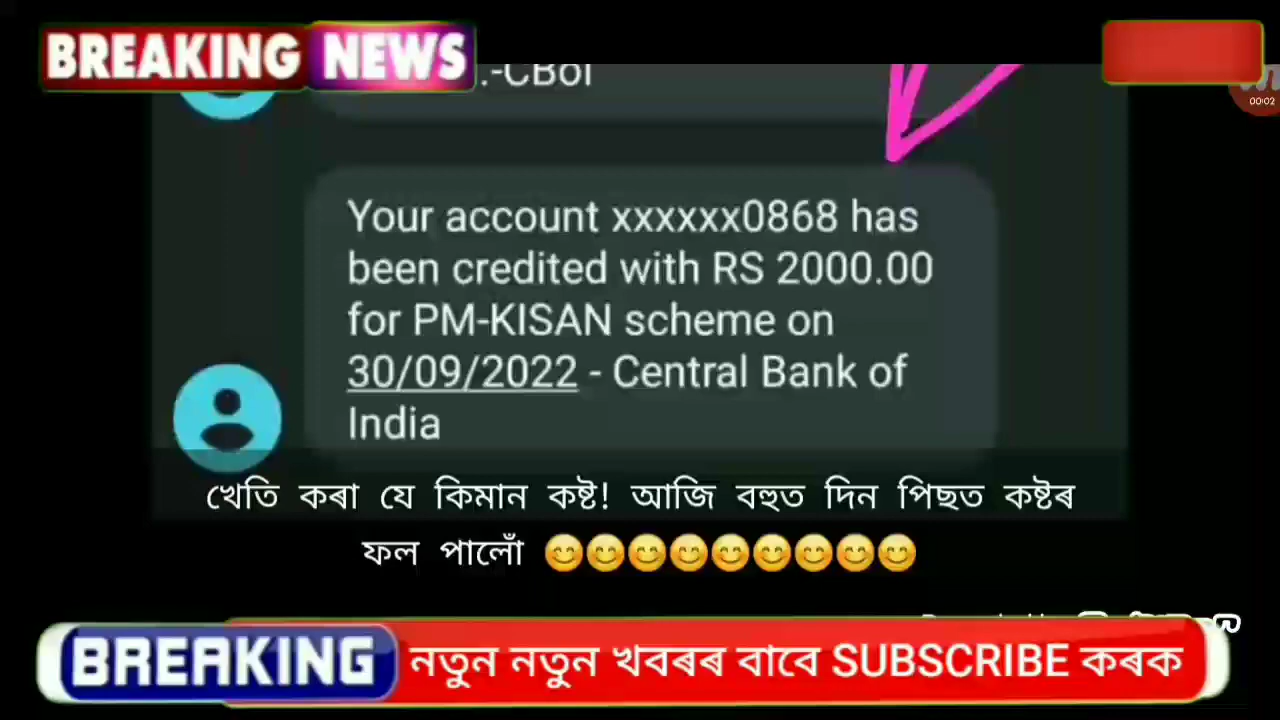 BREAKING NEWS
.-CBoI
00:02
Your account xxxxxx0868 has
been credited with RS 2000.00
for PM-KISAN scheme on
30/09/2022 - Central Bank of
India
খেতি কৰা যে কিমান কষ্ট! আজি বহুত দিন পিছত কষ্টৰ
ফল পালোঁ 😊😊😊😊😊😊😊😊😊
BREAKING নতুন নতুন খবৰৰ বাবে SUBSCRIBE কৰক